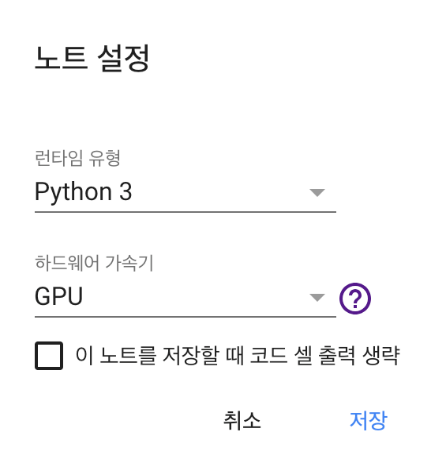 노트 설정
런타임 유형
Python 3
하드웨어 가속기
GPU
?
이 노트를 저장할 때 코드 셀 출력 생략
취소 저장